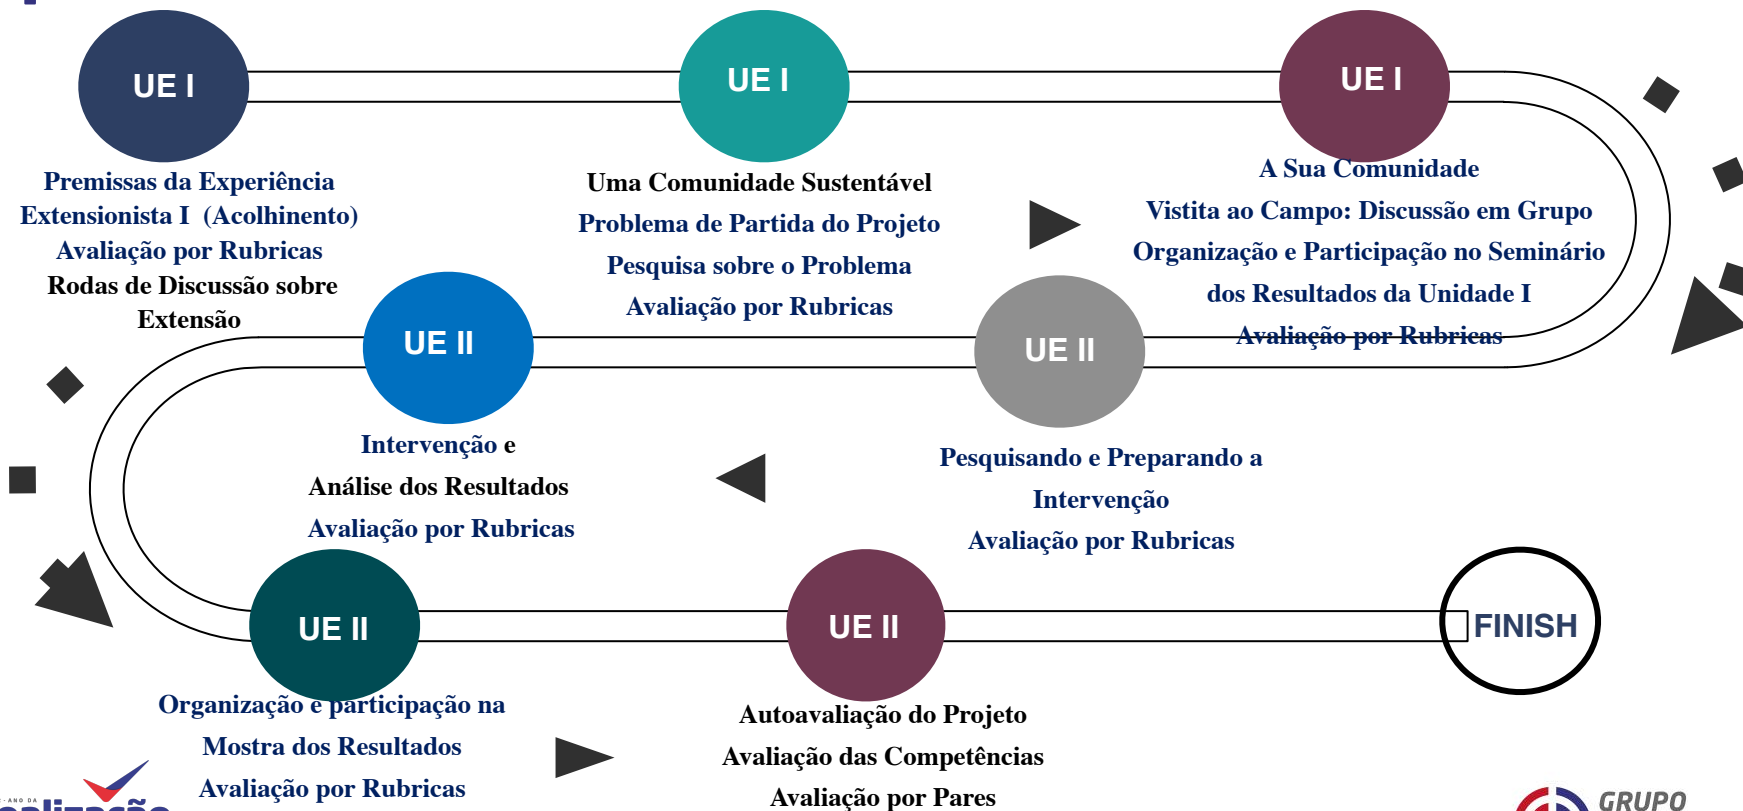 UE I
Premissas da Experiência
Extensionista I (Acolhinento)
Avaliação por Rubricas
Rodas de Discussão sobre
Extensão
UE I
Uma Comunidade Sustentável
Problema de Partida do Projeto
Pesquisa sobre o Problema
Avaliação por Rubricas
UE I
A Sua Comunidade
Vistita ao Campo: Discussão em Grupo
Organização e Participação no Seminário
dos Resultados da Unidade I
Avaliação por Rubricas
UE II
Pesquisando e Preparando a
Intervenção
Avaliação por Rubricas
UE II
Intervenção e
Análise dos Resultados
Avaliação por Rubricas
UE II
Organização e participação na
Mostra dos Resultados
Avaliação por Rubricas
UE II
Autoavaliação do Projeto
Avaliação das Competências
Avaliação por Pares
FINISH
ANO DA
alização
GRUPO